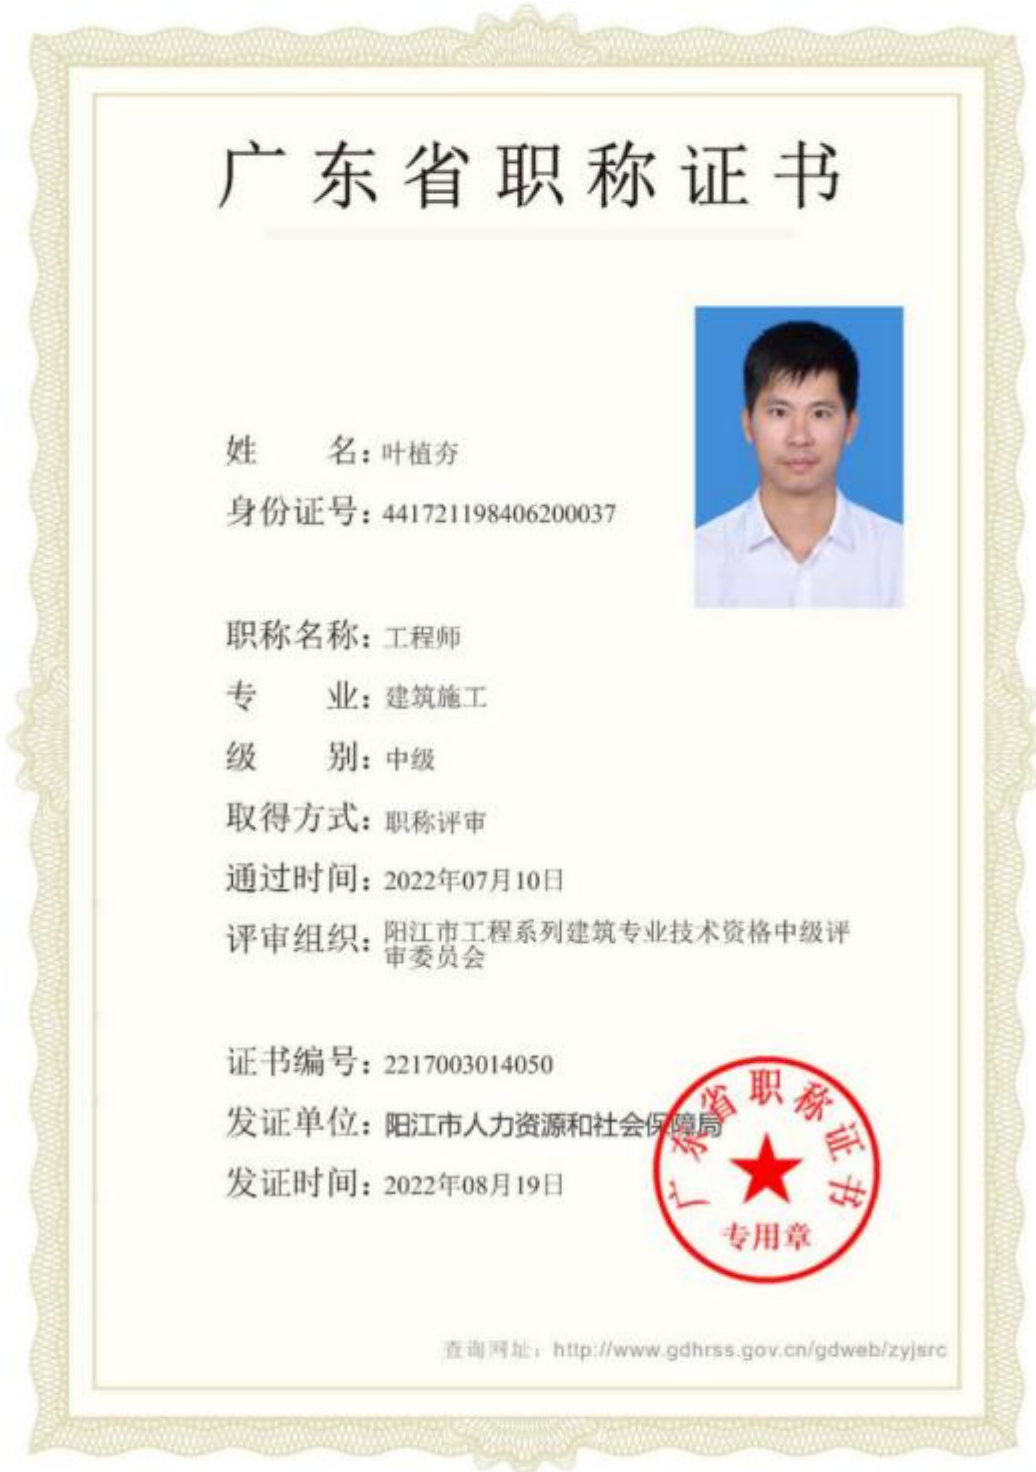 广东省职称证书
姓 名：叶植夯
身份证号：441721198406200037
职称名称：工程师
专 业：建筑施工
级 别：中级
取得方式：职称评审
通过时间：2022年07月10日
评审组织：阳江市工程系列建筑专业技术资格中级评
审委员会
证书编号：2217003014050
发证单位：阳江市人力资源和社会保障局
发证时间：2022年08月19日
广东省职称证书
专用章
查询网址：http://www.gdhrss.gov.cn/gdweb/zyjsrc